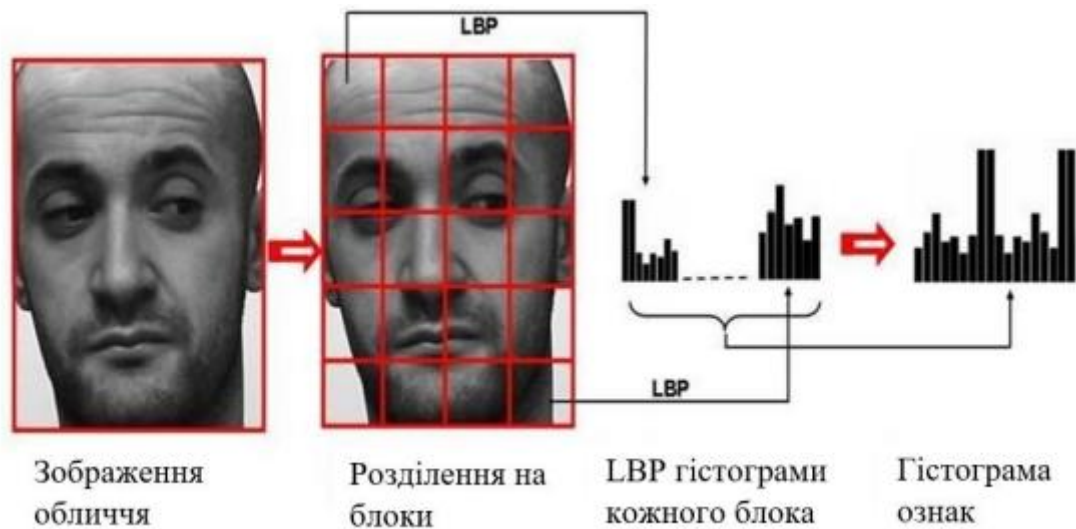 LBP
LBP
Зображення
обличчя
Розділення на
блоки
LBP гістограми
кожного блока
Гістограма
ознак